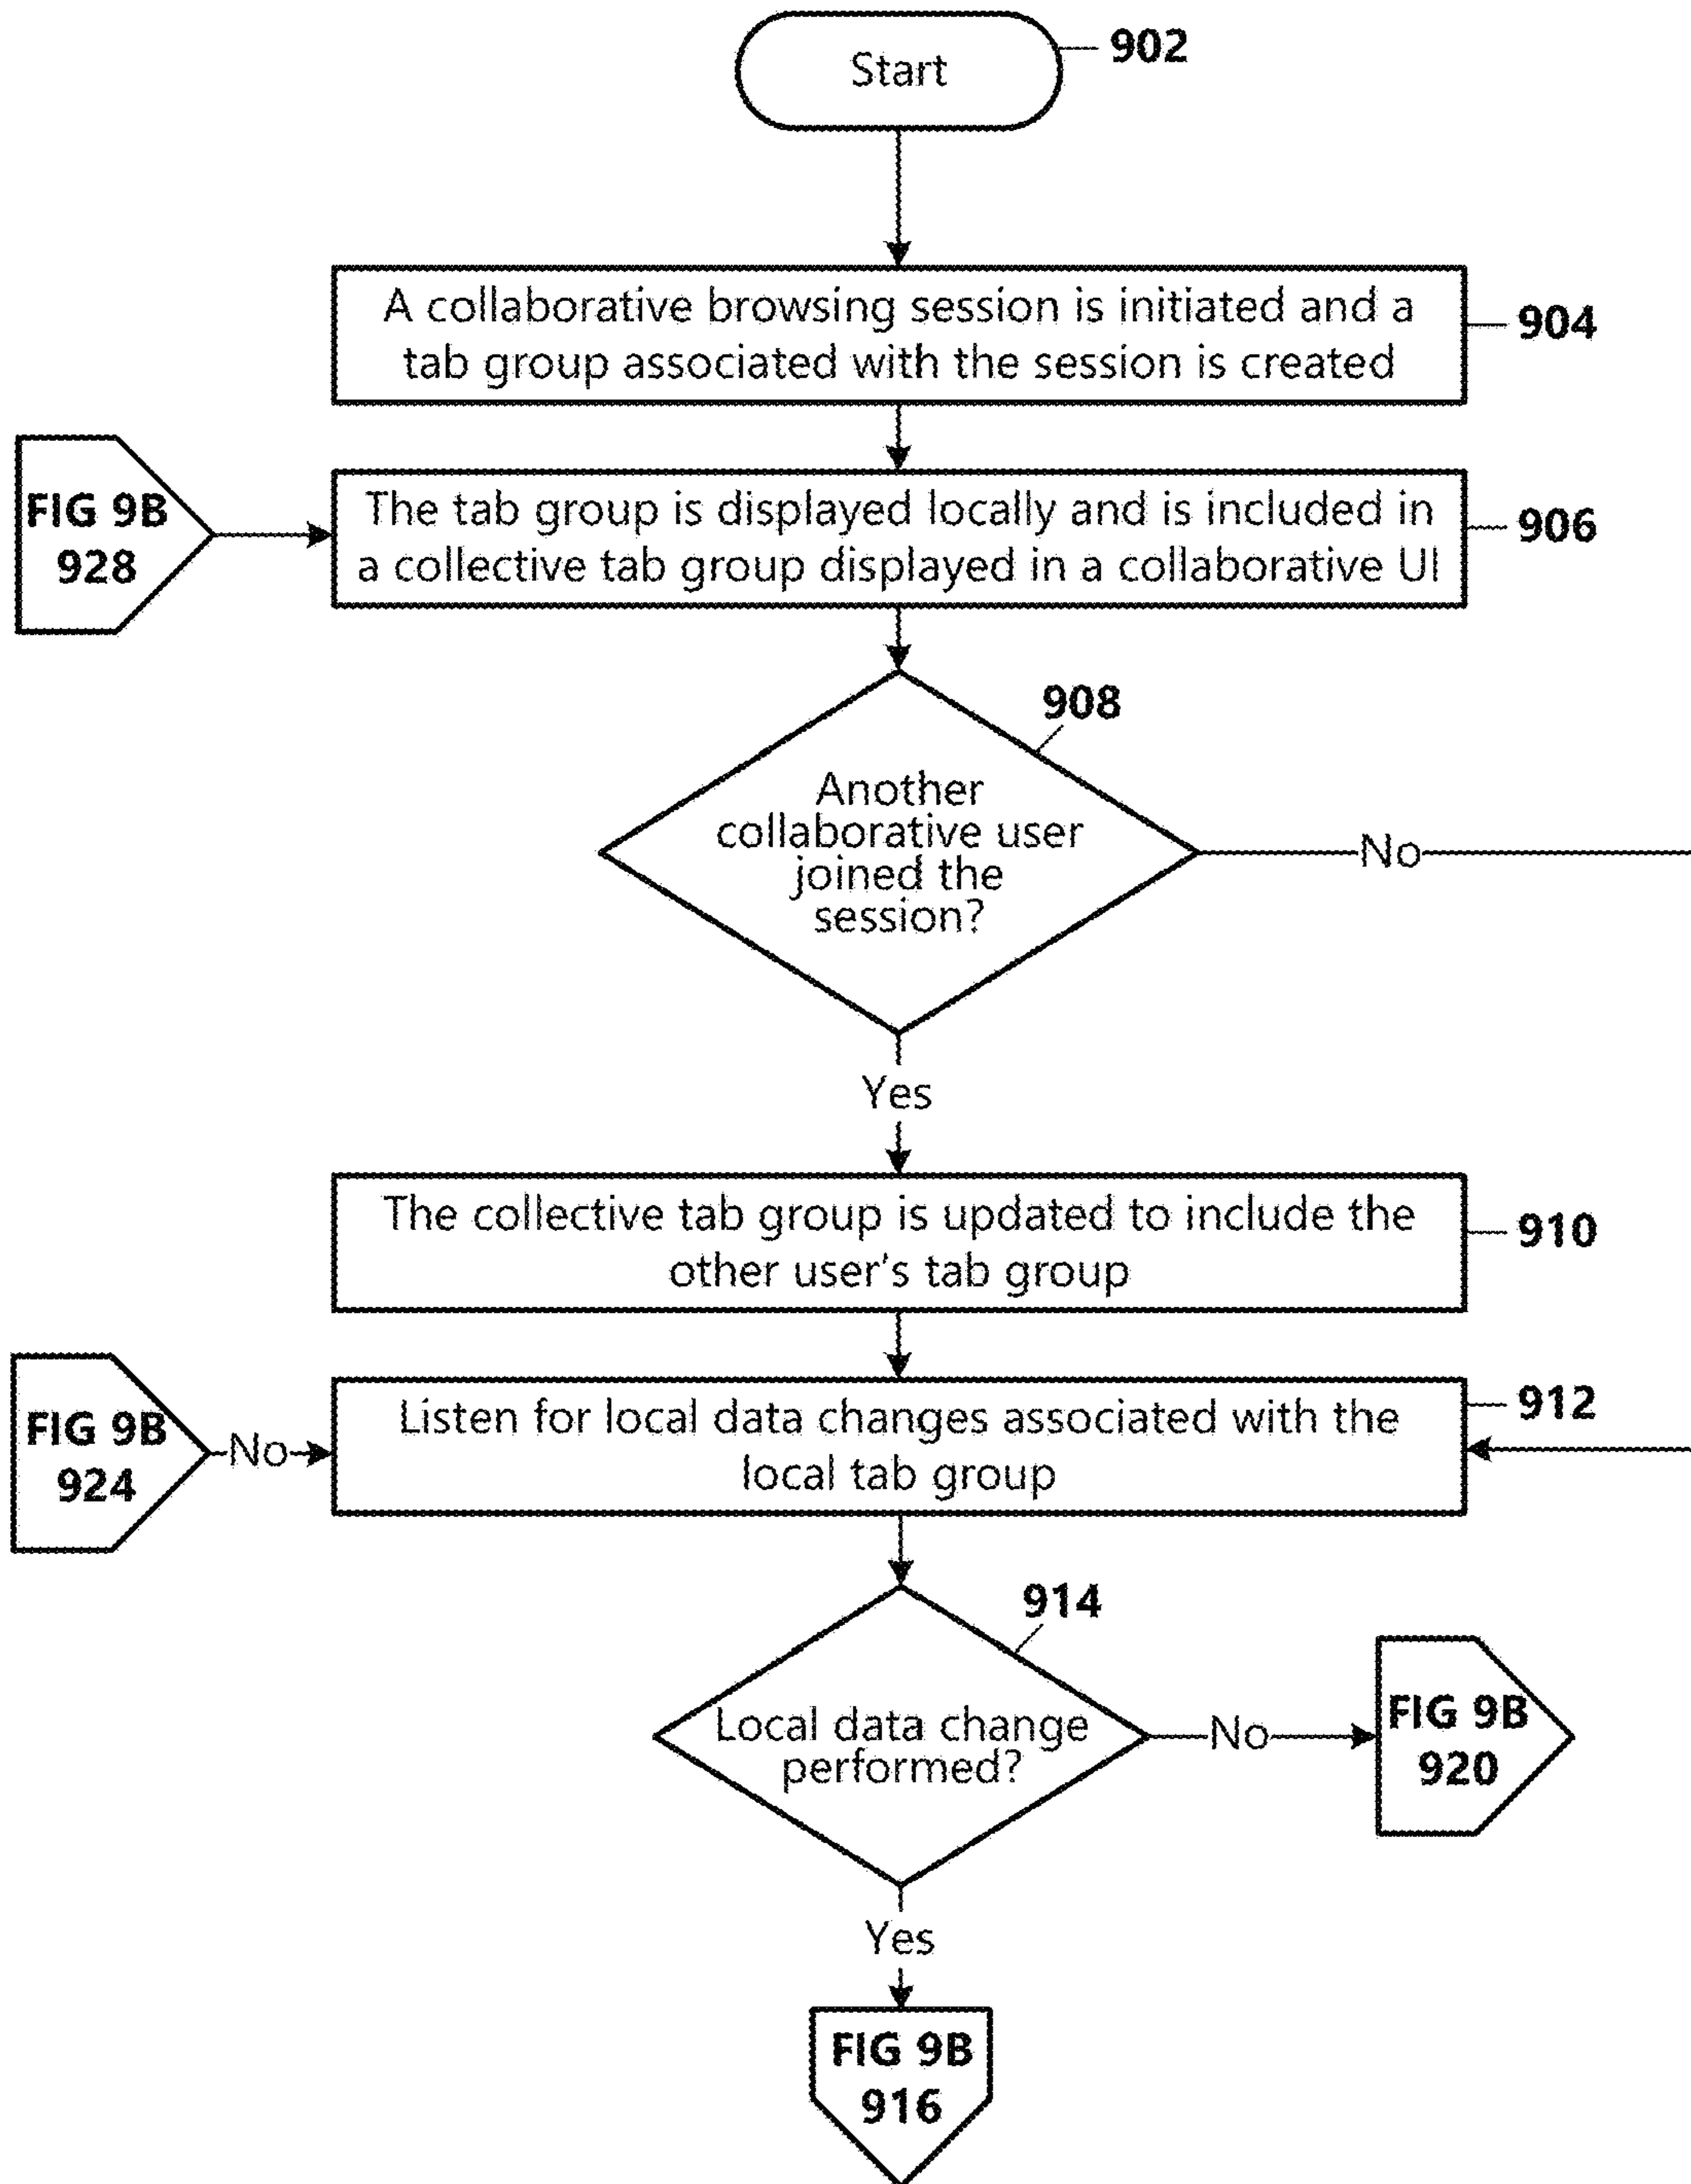 Start
902
A collaborative browsing session is initiated and a
tab group associated with the session is created
904
FIG 9B
928
The tab group is displayed locally and is included in
a collective tab group displayed in a collaborative UI
906
908
Another
collaborative user
joined the
session?
No
Yes
The collective tab group is updated to include the
other user's tab group
910
FIG 9B
924
No
Listen for local data changes associated with the
local tab group
912
914
Local data change
performed?
No
FIG 9B
920
Yes
FIG 9B
916